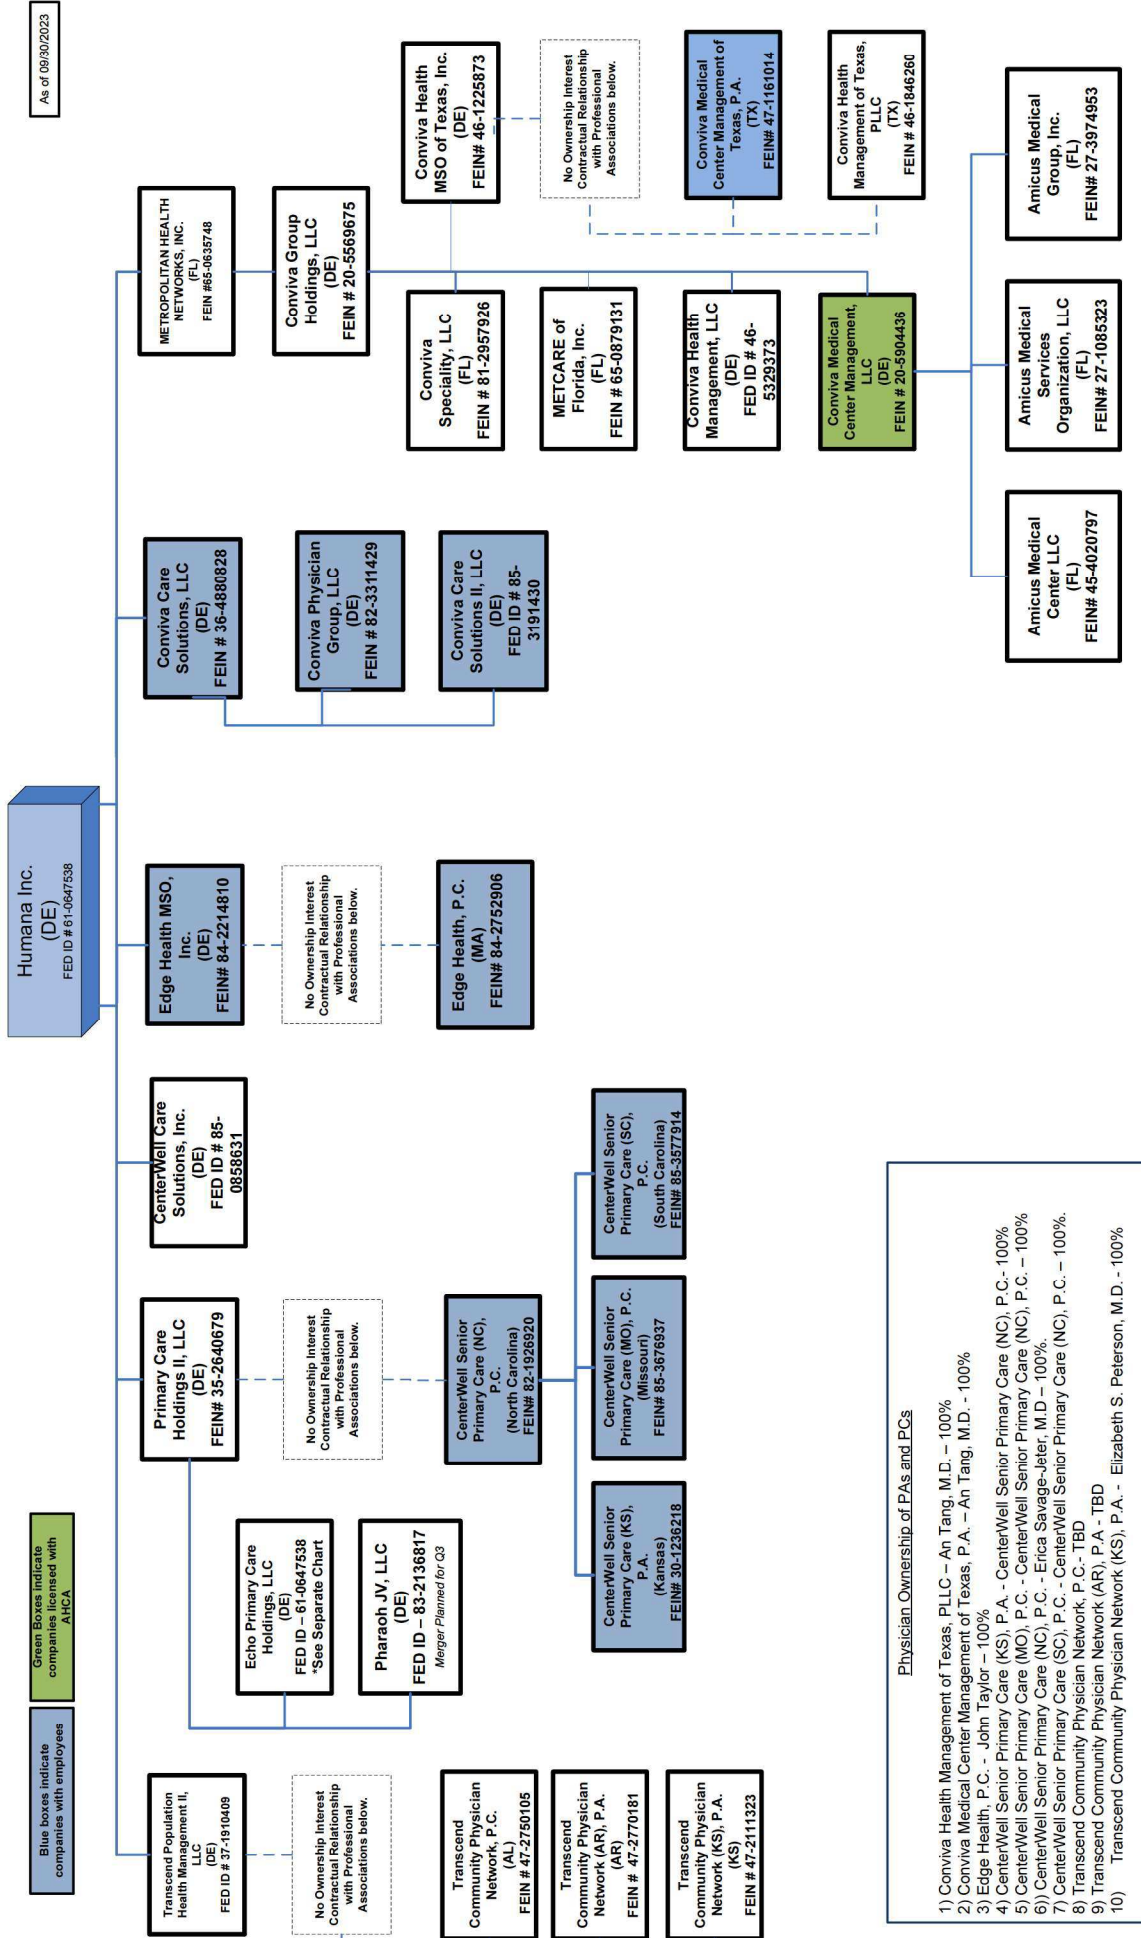 As of 09/30/2023
Humana Inc.
(DE)
FED ID # 61-0647538
Blue boxes indicate
companies with employees
Green Boxes indicate
companies licensed with
AHCA
Transcend Population
Health Management II,
LLC
(DE)
FED ID # 37-1910409
No Ownership Interest
Contractual Relationship
with Professional
Associations below.
Transcend
Community Physician
Network, P.C.
(AL)
FEIN # 47-2750105
Transcend
Community Physician
Network (AR), P.A.
(AR)
FEIN # 47-2770181
Transcend
Community Physician
Network (KS), P.A.
(KS)
FEIN # 47-2111323
Primary Care
Holdings II, LLC
(DE)
FEIN# 35-2640679
Echo Primary Care
Holdings, LLC
(DE)
FED ID – 61-0647538
*See Separate Chart
Pharaoh JV, LLC
(DE)
FED ID – 83-2136817
Merger Planned for Q3
No Ownership Interest
Contractual Relationship
with Professional
Associations below.
CenterWell Senior
Primary Care (NC),
P.C.
(North Carolina)
FEIN# 82-1926920
CenterWell Senior
Primary Care (KS),
P.A.
(Kansas)
FEIN# 30-1236218
CenterWell Senior
Primary Care (MO), P.C.
(Missouri)
FEIN# 85-3676937
CenterWell Senior
Primary Care (SC),
P.C.
(South Carolina)
FEIN# 85-3577914
CenterWell Care
Solutions, Inc.
(DE)
FED ID # 85-
0858631
Edge Health MSO,
Inc.
(DE)
FEIN# 84-2214810
No Ownership Interest
Contractual Relationship
with Professional
Associations below.
Edge Health, P.C.
(MA)
FEIN# 84-2752906
Conviva Care
Solutions, LLC
(DE)
FEIN # 36-4880828
Conviva Physician
Group, LLC
(DE)
FEIN # 82-3311429
Conviva Care
Solutions II, LLC
(DE)
FED ID # 85-
3191430
METROPOLITAN HEALTH
NETWORKS, INC.
(FL)
FEIN #65-0635748
Conviva Group
Holdings, LLC
(DE)
FEIN # 20-5569675
Conviva
Speciality, LLC
(FL)
FEIN # 81-2957926
METCARE of
Florida, Inc.
(FL)
FEIN # 65-0879131
Conviva Health
Management, LLC
(DE)
FED ID # 46-
5329373
Conviva Medical
Center Management,
LLC
(DE)
FEIN # 20-5904436
Conviva Health
MSO of Texas, Inc.
(DE)
FEIN# 46-1225873
No Ownership Interest
Contractual Relationship
with Professional
Associations below.
Conviva Medical
Center Management of
Texas, P.A.
(TX)
FEIN# 47-1161014
Conviva Health
Management of Texas,
PLLC
(TX)
FEIN # 46-1846260
Amicus Medical
Center LLC
(FL)
FEIN# 45-4020797
Amicus Medical
Services
Organization, LLC
(FL)
FEIN# 27-1085323
Amicus Medical
Group, Inc.
(FL)
FEIN# 27-3974953
Physician Ownership of PAs and PCs
1) Conviva Health Management of Texas, PLLC – An Tang, M.D. – 100%
2) Conviva Medical Center Management of Texas, P.A. – An Tang, M.D. - 100%
3) Edge Health, P.C. - John Taylor – 100%
4) CenterWell Senior Primary Care (KS), P.A. - CenterWell Senior Primary Care (NC), P.C.- 100%
5) CenterWell Senior Primary Care (MO), P.C. - CenterWell Senior Primary Care (NC), P.C. – 100%
6)) CenterWell Senior Primary Care (NC), P.C. - Erica Savage-Jeter, M.D – 100%.
7) CenterWell Senior Primary Care (SC), P.C. - CenterWell Senior Primary Care (NC), P.C. – 100%.
8) Transcend Community Physician Network, P.C.- TBD
9) Transcend Community Physician Network (AR), P.A - TBD
10) Transcend Community Physician Network (KS), P.A. - Elizabeth S. Peterson, M.D. - 100%